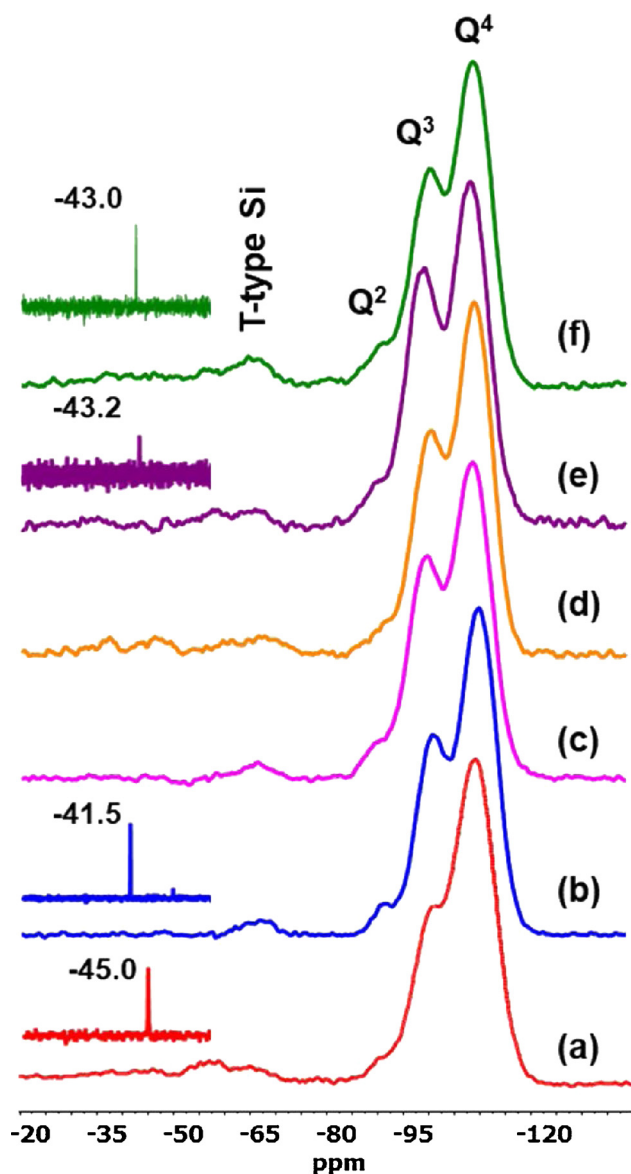 Q⁴
Q³
-43.0
T-type Si
Q²
(f)
-43.2
(e)
(d)
(c)
-41.5
(b)
-45.0
(a)
-20 -35 -50 -65 -80 -95 -120
ppm